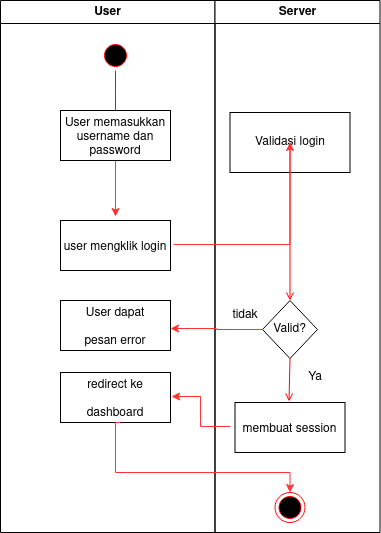 User
Server
User memasukkan
username dan
password
Validasi login
user mengklik login
User dapat
pesan error
tidak
Valid?
Ya
redirect ke
dashboard
membuat session